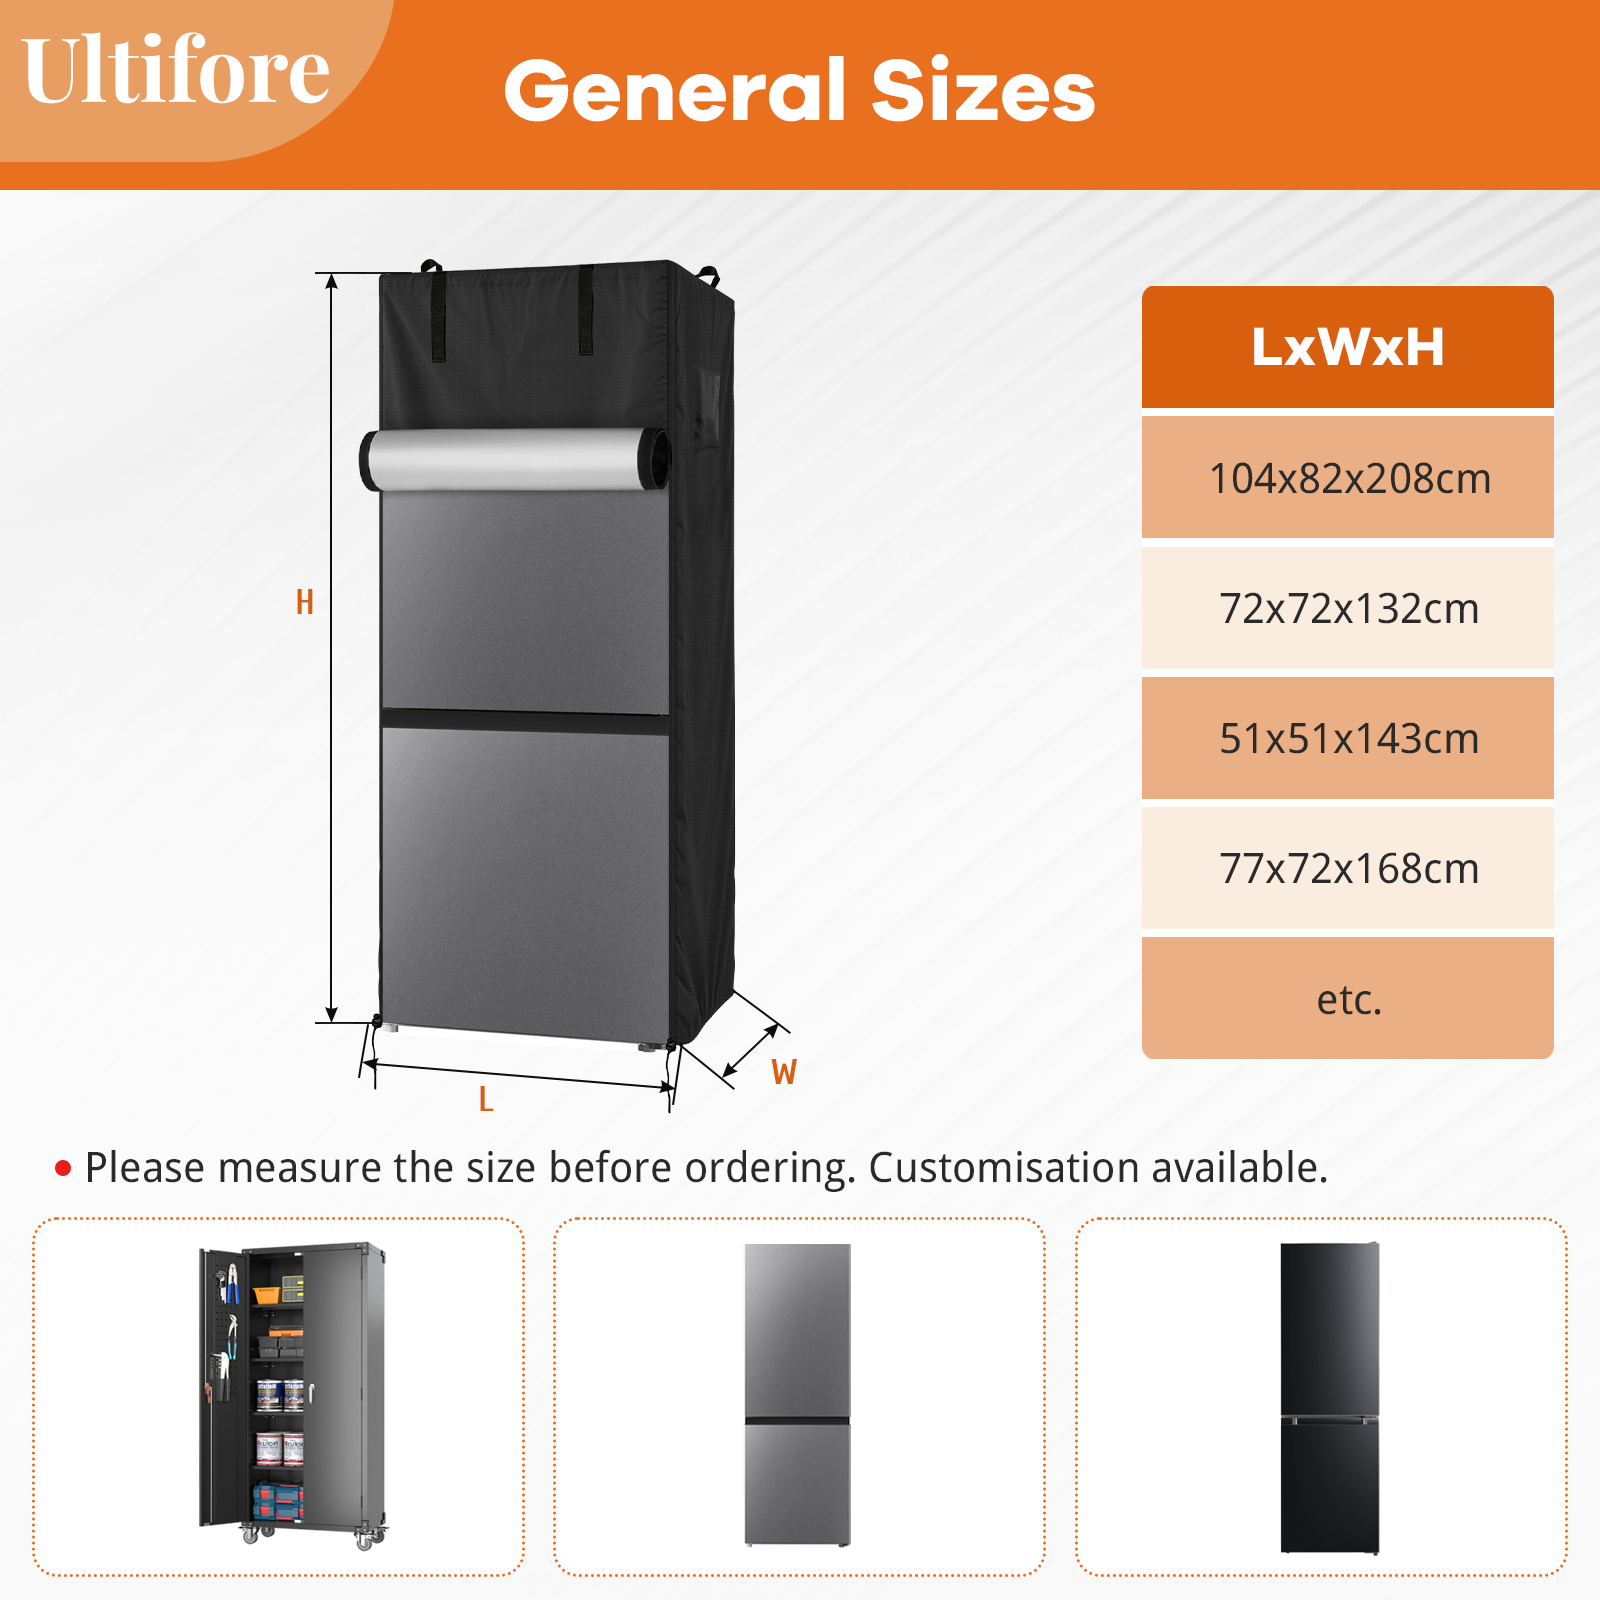 Ultifore
General Sizes
LxWxH
104x82x208cm
72x72x132cm
51x51x143cm
77x72x168cm
etc.
H
W
L
Please measure the size before ordering. Customisation available.